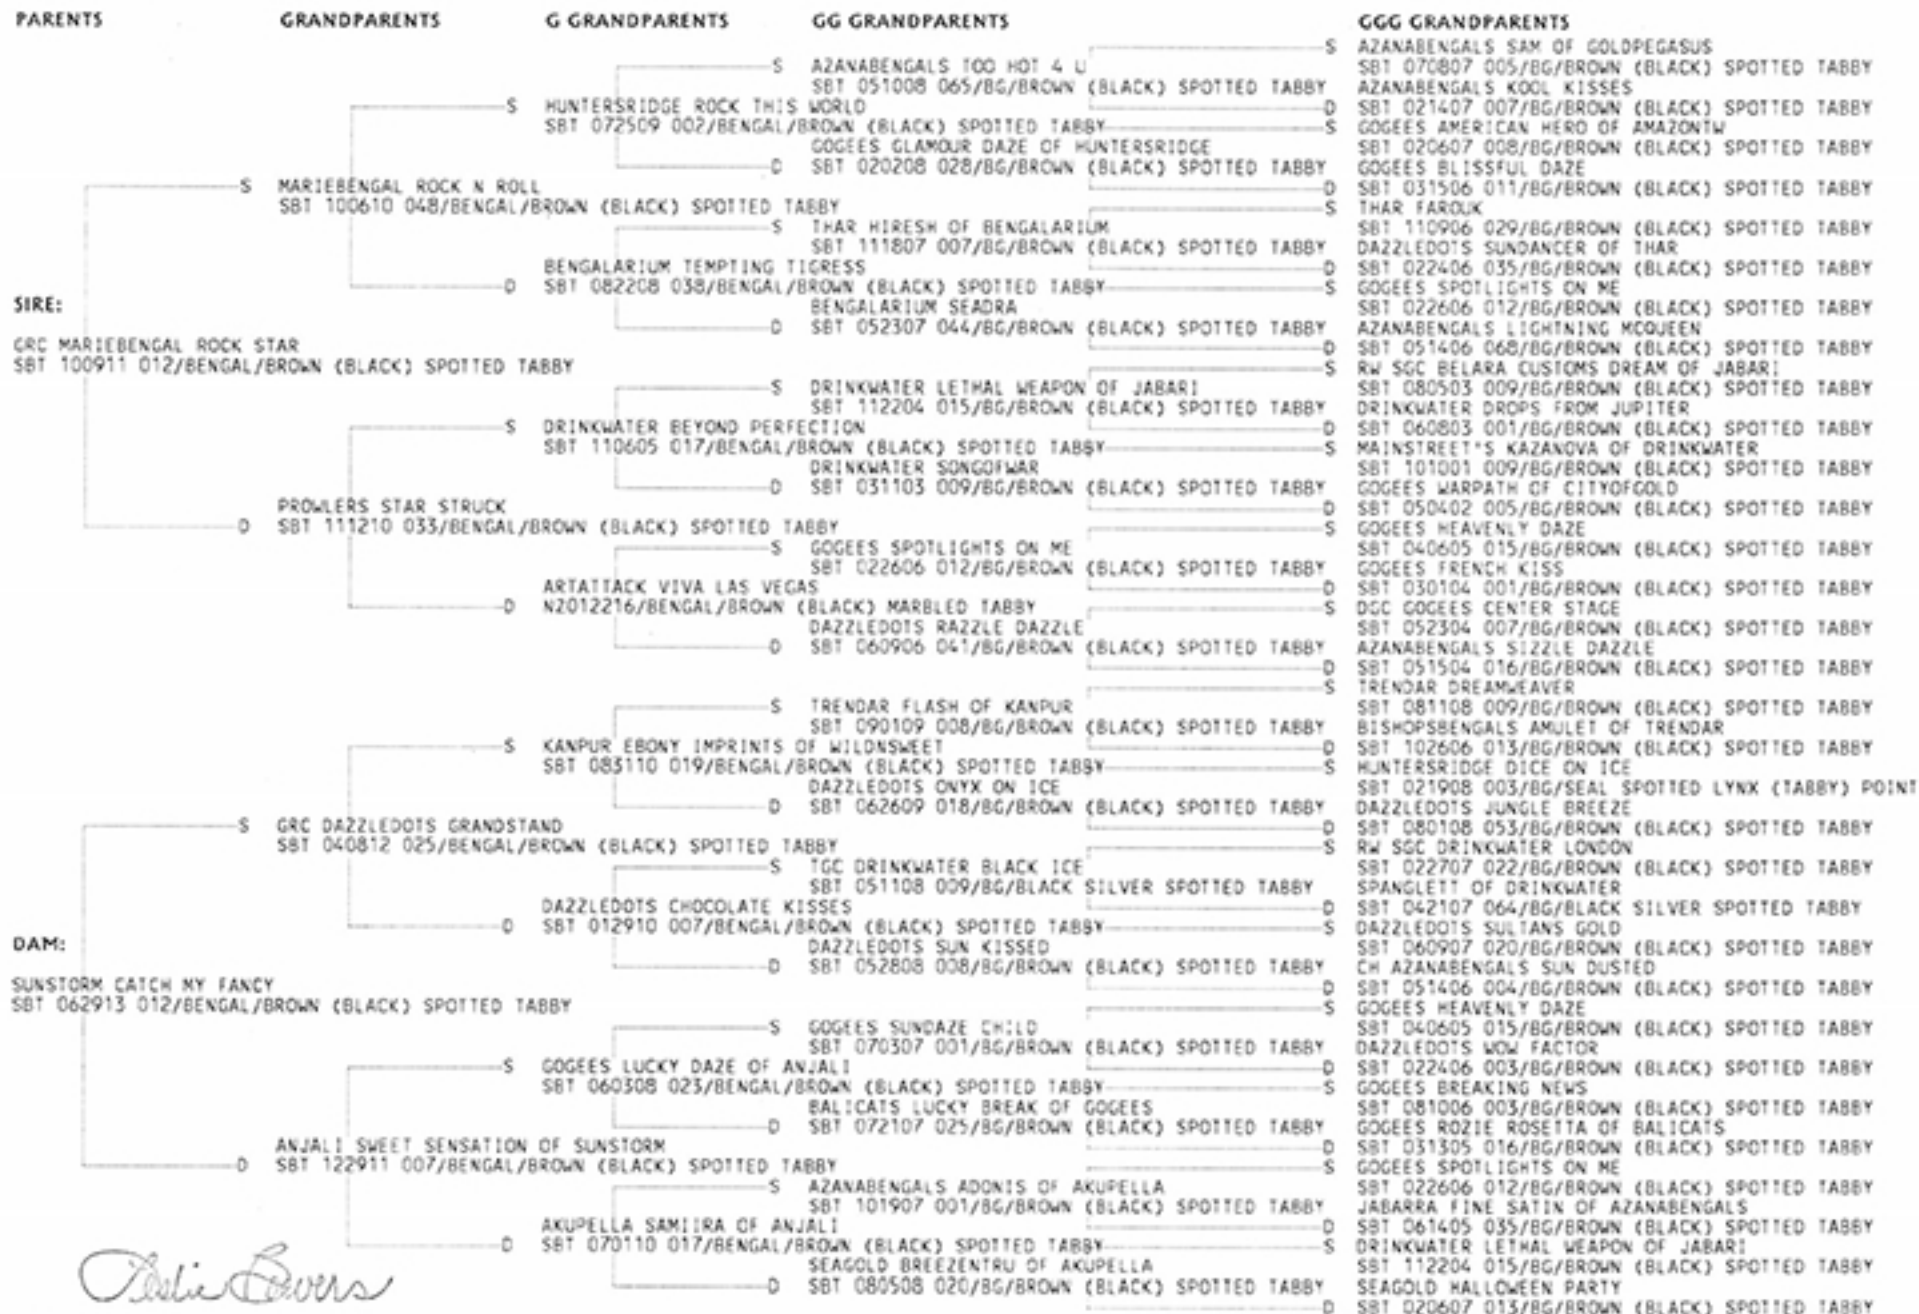 PARENTS GRANDPARENTS G GRANDPARENTS GG GRANDPARENTS GGG GRANDPARENTS
S AZANABENGALS SAM OF GOLDPEGASUS
S AZANABENGALS TOO HOT 4 U SBT 070807 005/BG/BROWN (BLACK) SPOTTED TABBY
SBT 051008 065/BG/BROWN (BLACK) SPOTTED TABBY AZANABENGALS KOOL KISSES
S HUNTERSRIDGE ROCK THIS WORLD D SBT 021407 007/BG/BROWN (BLACK) SPOTTED TABBY
SBT 072509 002/BENGAL/BROWN (BLACK) SPOTTED TABBY S GOGEES AMERICAN HERO OF AMAZONTW
GOGEES GLAMOUR DAZE OF HUNTERSRIDGE SBT 020607 008/BG/BROWN (BLACK) SPOTTED TABBY
D SBT 020208 028/BG/BROWN (BLACK) SPOTTED TABBY GOGEES BLISSFUL DAZE
S MARIEBENGAL ROCK N ROLL D SBT 031506 011/BG/BROWN (BLACK) SPOTTED TABBY
SBT 100610 048/BENGAL/BROWN (BLACK) SPOTTED TABBY S THAR FAROUK
S THAR HIRESH OF BENGALARIUM SBT 110906 029/BG/BROWN (BLACK) SPOTTED TABBY
SBT 111807 007/BG/BROWN (BLACK) SPOTTED TABBY DAZZLEDOTS SUNDANCER OF THAR
BENGALARIUM TEMPTING TIGRESS D SBT 022406 035/BG/BROWN (BLACK) SPOTTED TABBY
D SBT 082208 038/BENGAL/BROWN (BLACK) SPOTTED TABBY S GOGEES SPOTLIGHTS ON ME
SIRE: BENGALARIUM SEADRA SBT 022606 012/BG/BROWN (BLACK) SPOTTED TABBY
D SBT 052307 044/BG/BROWN (BLACK) SPOTTED TABBY AZANABENGALS LIGHTNING MCQUEEN
GRC MARIEBENGAL ROCK STAR D SBT 051406 068/BG/BROWN (BLACK) SPOTTED TABBY
SBT 100911 012/BENGAL/BROWN (BLACK) SPOTTED TABBY S RW SGC BELARA CUSTOMS DREAM OF JABARI
S DRINKWATER LETHAL WEAPON OF JABARI SBT 080503 009/BG/BROWN (BLACK) SPOTTED TABBY
SBT 112204 015/BG/BROWN (BLACK) SPOTTED TABBY DRINKWATER DROPS FROM JUPITER
S DRINKWATER BEYOND PERFECTION D SBT 060803 001/BG/BROWN (BLACK) SPOTTED TABBY
SBT 110605 017/BENGAL/BROWN (BLACK) SPOTTED TABBY S MAINSTREET'S KAZANOVA OF DRINKWATER
DRINKWATER SONGOFWAR SBT 101001 009/BG/BROWN (BLACK) SPOTTED TABBY
D SBT 031103 009/BG/BROWN (BLACK) SPOTTED TABBY GOGEES WARPATH OF CITYOFGOLD
PROWLERS STAR STRUCK D SBT 050402 005/BG/BROWN (BLACK) SPOTTED TABBY
D SBT 111210 033/BENGAL/BROWN (BLACK) SPOTTED TABBY S GOGEES HEAVENLY DAZE
S GOGEES SPOTLIGHTS ON ME SBT 040605 015/BG/BROWN (BLACK) SPOTTED TABBY
SBT 022606 012/BG/BROWN (BLACK) SPOTTED TABBY GOGEES FRENCH KISS
ARTATTACK VIVA LAS VEGAS D SBT 030104 001/BG/BROWN (BLACK) SPOTTED TABBY
D N2012216/BENGAL/BROWN (BLACK) MARBLED TABBY S DGC GOGEES CENTER STAGE
DAZZLEDOTS RAZZLE DAZZLE SBT 052304 007/BG/BROWN (BLACK) SPOTTED TABBY
D SBT 060906 041/BG/BROWN (BLACK) SPOTTED TABBY AZANABENGALS SIZZLE DAZZLE
D SBT 051504 016/BG/BROWN (BLACK) SPOTTED TABBY
S TRENDAR DREAMWEAVER
S TRENDAR FLASH OF KANPUR SBT 081108 009/BG/BROWN (BLACK) SPOTTED TABBY
SBT 090109 008/BG/BROWN (BLACK) SPOTTED TABBY BISHOPSBENGALS AMULET OF TRENDAR
S KANPUR EBONY IMPRINTS OF WILDNSWEET D SBT 102606 013/BG/BROWN (BLACK) SPOTTED TABBY
SBT 083110 019/BENGAL/BROWN (BLACK) SPOTTED TABBY S HUNTERSRIDGE DICE ON ICE
DAZZLEDOTS ONYX ON ICE SBT 021908 003/BG/SEAL SPOTTED LYNX (TABBY) POINT
D SBT 062609 018/BG/BROWN (BLACK) SPOTTED TABBY DAZZLEDOTS JUNGLE BREEZE
S GRC DAZZLEDOTS GRANDSTAND D SBT 080108 053/BG/BROWN (BLACK) SPOTTED TABBY
SBT 040812 025/BENGAL/BROWN (BLACK) SPOTTED TABBY S RW SGC DRINKWATER LONDON
S TGC DRINKWATER BLACK ICE SBT 022707 022/BG/BROWN (BLACK) SPOTTED TABBY
SBT 051108 009/BG/BLACK SILVER SPOTTED TABBY SPANGLETT OF DRINKWATER
DAZZLEDOTS CHOCOLATE KISSES D SBT 042107 064/BG/BLACK SILVER SPOTTED TABBY
D SBT 012910 007/BENGAL/BROWN (BLACK) SPOTTED TABBY S DAZZLEDOTS SULTANS GOLD
DAM: DAZZLEDOTS SUN KISSED SBT 060907 020/BG/BROWN (BLACK) SPOTTED TABBY
D SBT 052808 008/BG/BROWN (BLACK) SPOTTED TABBY CH AZANABENGALS SUN DUSTED
SUNSTORM CATCH MY FANCY D SBT 051406 004/BG/BROWN (BLACK) SPOTTED TABBY
SBT 062913 012/BENGAL/BROWN (BLACK) SPOTTED TABBY S GOGEES HEAVENLY DAZE
S GOGEES SUNDAZE CHILD SBT 040605 015/BG/BROWN (BLACK) SPOTTED TABBY
SBT 070307 001/BG/BROWN (BLACK) SPOTTED TABBY DAZZLEDOTS WOW FACTOR
S GOGEES LUCKY DAZE OF ANJALI D SBT 022406 003/BG/BROWN (BLACK) SPOTTED TABBY
SBT 060308 023/BENGAL/BROWN (BLACK) SPOTTED TABBY S GOGEES BREAKING NEWS
BALICATS LUCKY BREAK OF GOGEES SBT 081006 003/BG/BROWN (BLACK) SPOTTED TABBY
D SBT 072107 025/BG/BROWN (BLACK) SPOTTED TABBY GOGEES ROZIE ROSETTA OF BALICATS
ANJALI SWEET SENSATION OF SUNSTORM D SBT 031305 016/BG/BROWN (BLACK) SPOTTED TABBY
D SBT 122911 007/BENGAL/BROWN (BLACK) SPOTTED TABBY S GOGEES SPOTLIGHTS ON ME
S AZANABENGALS ADONIS OF AKUPELLA SBT 022606 012/BG/BROWN (BLACK) SPOTTED TABBY
SBT 101907 001/BG/BROWN (BLACK) SPOTTED TABBY JABARRA FINE SATIN OF AZANABENGALS
AKUPELLA SAMIIRA OF ANJALI D SBT 061405 035/BG/BROWN (BLACK) SPOTTED TABBY
D SBT 070110 017/BENGAL/BROWN (BLACK) SPOTTED TABBY S DRINKWATER LETHAL WEAPON OF JABARI
SEAGOLD BREEZENTRU OF AKUPELLA SBT 112204 015/BG/BROWN (BLACK) SPOTTED TABBY
Leslie Bowers D SBT 080508 020/BG/BROWN (BLACK) SPOTTED TABBY SEAGOLD HALLOWEEN PARTY
D SBT 020607 013/BG/BROWN (BLACK) SPOTTED TABBY